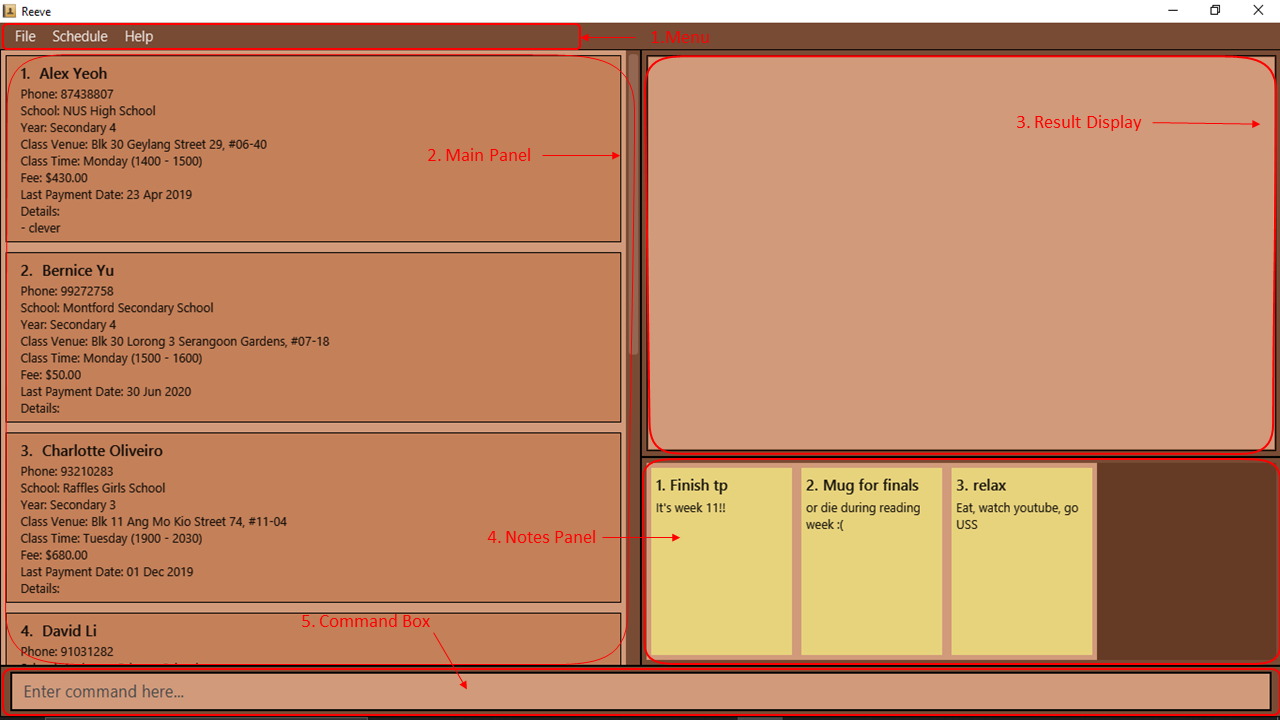 Reeve
File Schedule Help
1.Menu
1. Alex Yeoh
Phone: 87438807
School: NUS High School
Year: Secondary 4
Class Venue: Blk 30 Geylang Street 29, #06-40
Class Time: Monday (1400 - 1500)
Fee: $430.00
Last Payment Date: 23 Apr 2019
Details:
- clever
2. Main Panel
2. Bernice Yu
Phone: 99272758
School: Montford Secondary School
Year: Secondary 4
Class Venue: Blk 30 Lorong 3 Serangoon Gardens, #07-18
Class Time: Monday (1500 - 1600)
Fee: $50.00
Last Payment Date: 30 Jun 2020
Details:
3. Charlotte Oliveiro
Phone: 93210283
School: Raffles Girls School
Year: Secondary 3
Class Venue: Blk 11 Ang Mo Kio Street 74, #11-04
Class Time: Tuesday (1900 - 2030)
Fee: $680.00
Last Payment Date: 01 Dec 2019
Details:
4. David Li
Phone: 91031282
3. Result Display
4. Notes Panel
1. Finish tp
It's week 11!!
2. Mug for finals
or die during reading
week :(
3. relax
Eat, watch youtube, go
USS
5. Command Box
Enter command here...